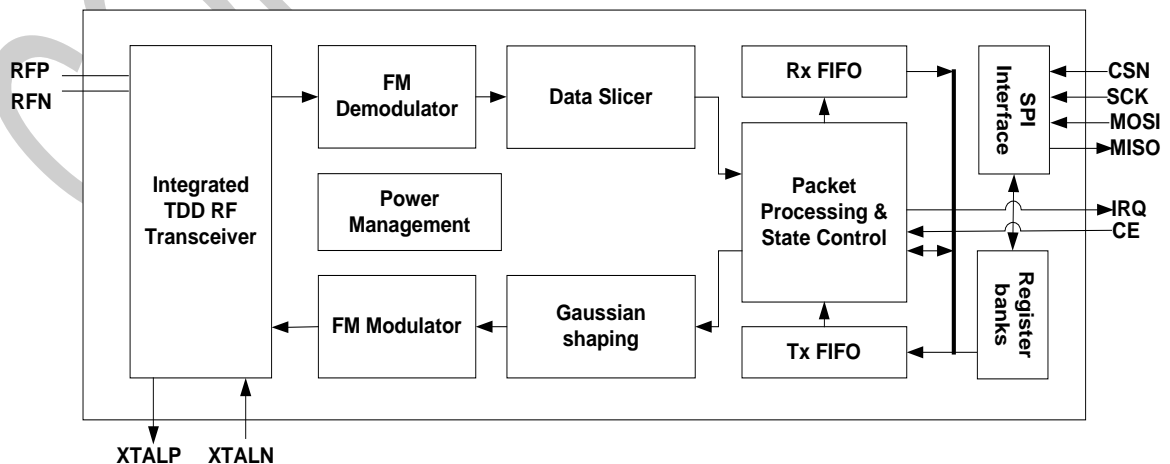 RFP
RFN
Integrated
TDD RF
Transceiver
FM
Demodulator
Data Slicer
Power
Management
FM Modulator
Gaussian
shaping
Rx FIFO
Packet
Processing &
State Control
Tx FIFO
SPI
Interface
Register
banks
CSN
SCK
MOSI
MISO
IRQ
CE
XTALP
XTALN